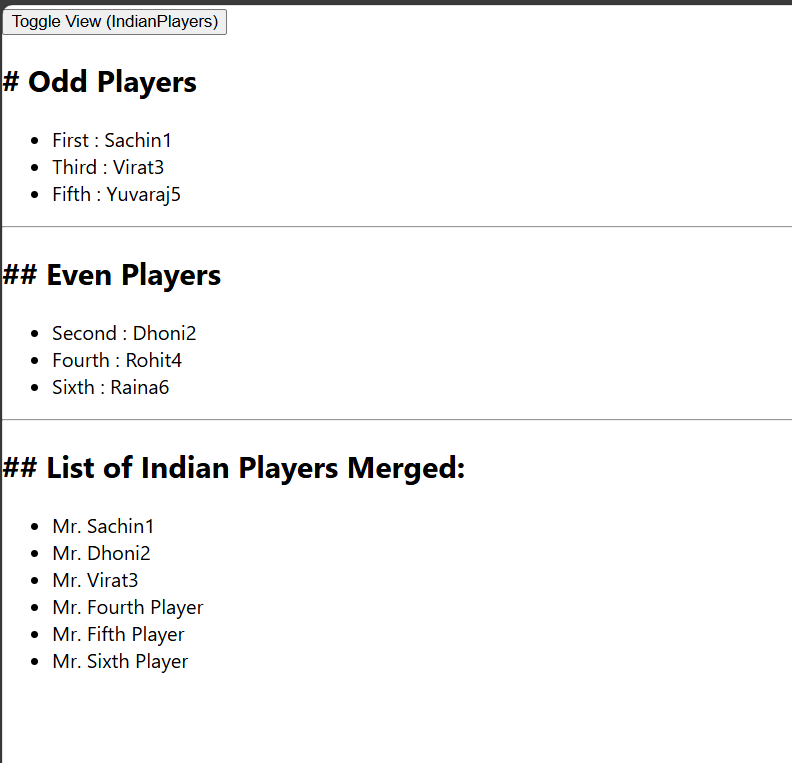 Toggle View (IndianPlayers)
# Odd Players
First : Sachin1
Third : Virat3
Fifth : Yuvaraj5
## Even Players
Second : Dhoni2
Fourth : Rohit4
Sixth : Raina6
## List of Indian Players Merged:
Mr. Sachin1
Mr. Dhoni2
Mr. Virat3
Mr. Fourth Player
Mr. Fifth Player
Mr. Sixth Player